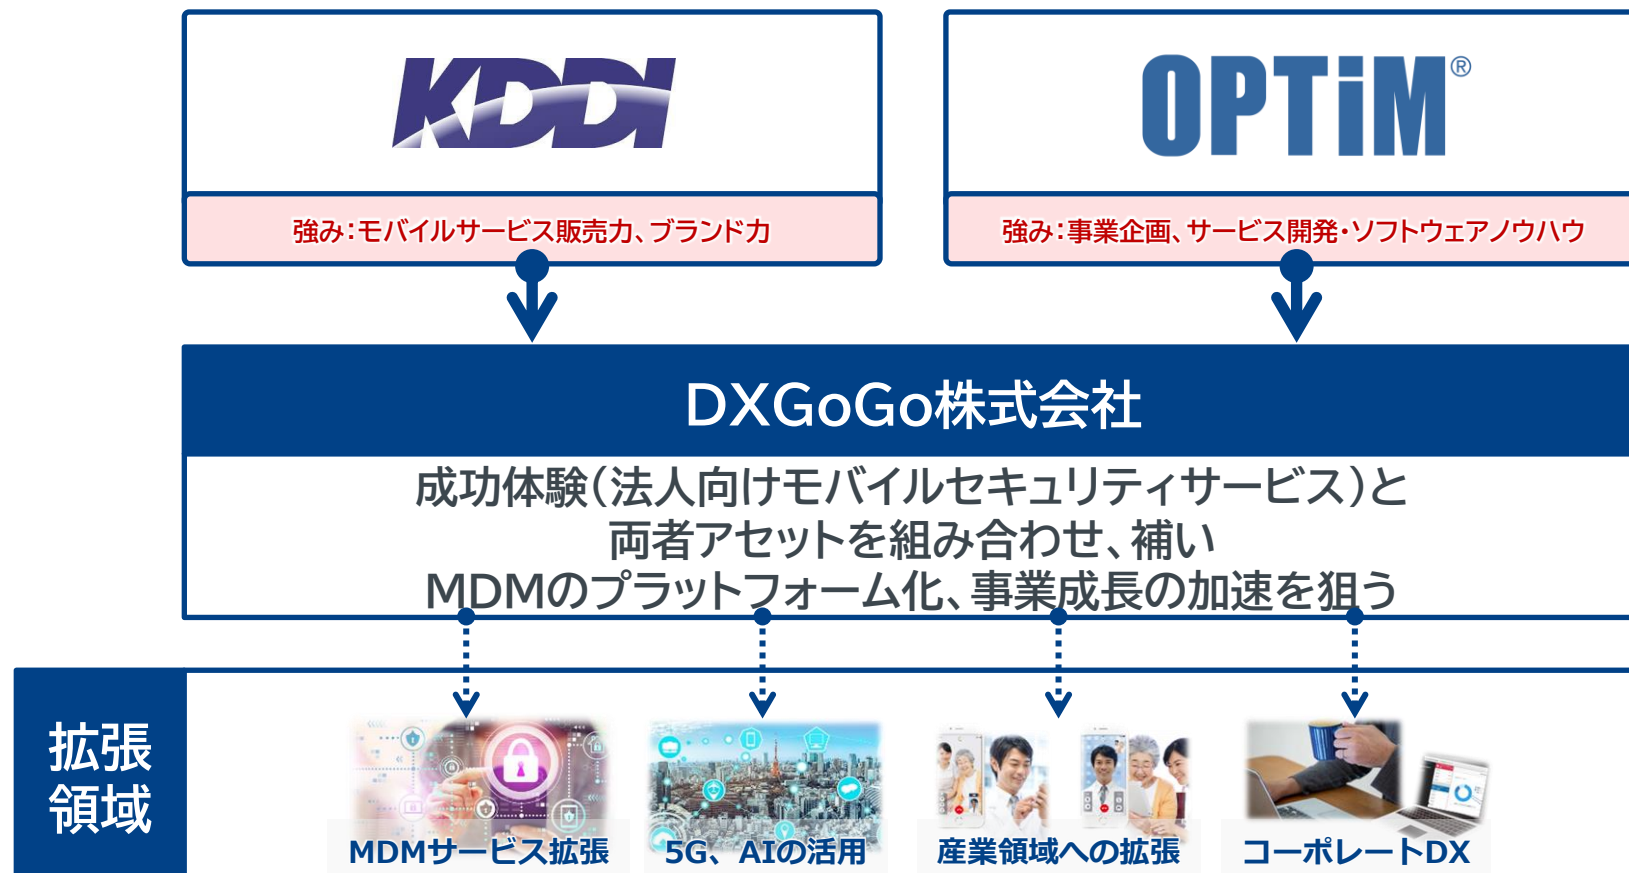 KDDI
OPTiM®
強み：モバイルサービス販売力、ブランド力
強み：事業企画、サービス開発・ソフトウェアノウハウ
DXGoGo株式会社
成功体験（法人向けモバイルセキュリティサービス）と
両者アセットを組み合わせ、補い
MDMのプラットフォーム化、事業成長の加速を狙う
拡張
領域
MDMサービス拡張
5G、AIの活用
産業領域への拡張
コーポレートDX